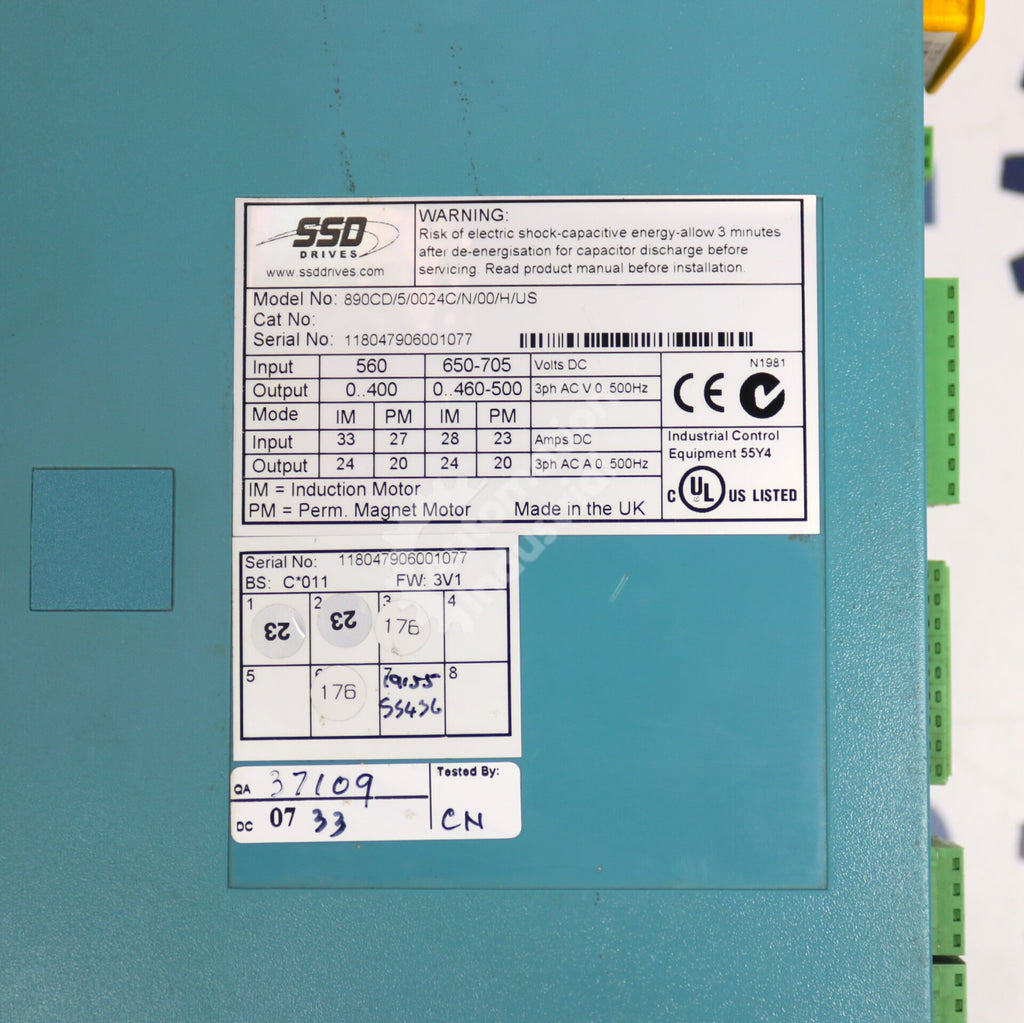 SSD
DRIVES
www.ssddrives.com
WARNING:
Risk of electric shock-capacitive energy-allow 3 minutes
after de-energisation for capacitor discharge before
servicing. Read product manual before installation.
Model No: 890CD/5/0024C/N/00/H/US
Cat No:
Serial No: 118047906001077
Input 560 650-705 Volts DC
Output 0..400 0..460-500 3ph AC V 0 500Hz
Mode IM PM IM PM
Input 33 27 28 23 Amps DC
Output 24 20 24 20 3ph AC A 0 500Hz
IM = Induction Motor
PM = Perm. Magnet Motor Made in the UK
N1981
CE
Industrial Control
Equipment 55Y4
C UL US LISTED
Serial No: 118047906001077
BS: C*011 FW: 3V1
1 2 3 4
23 23 176
5 7 8
176
SS436
QA 37109
DC 07 33
Tested By:
CN